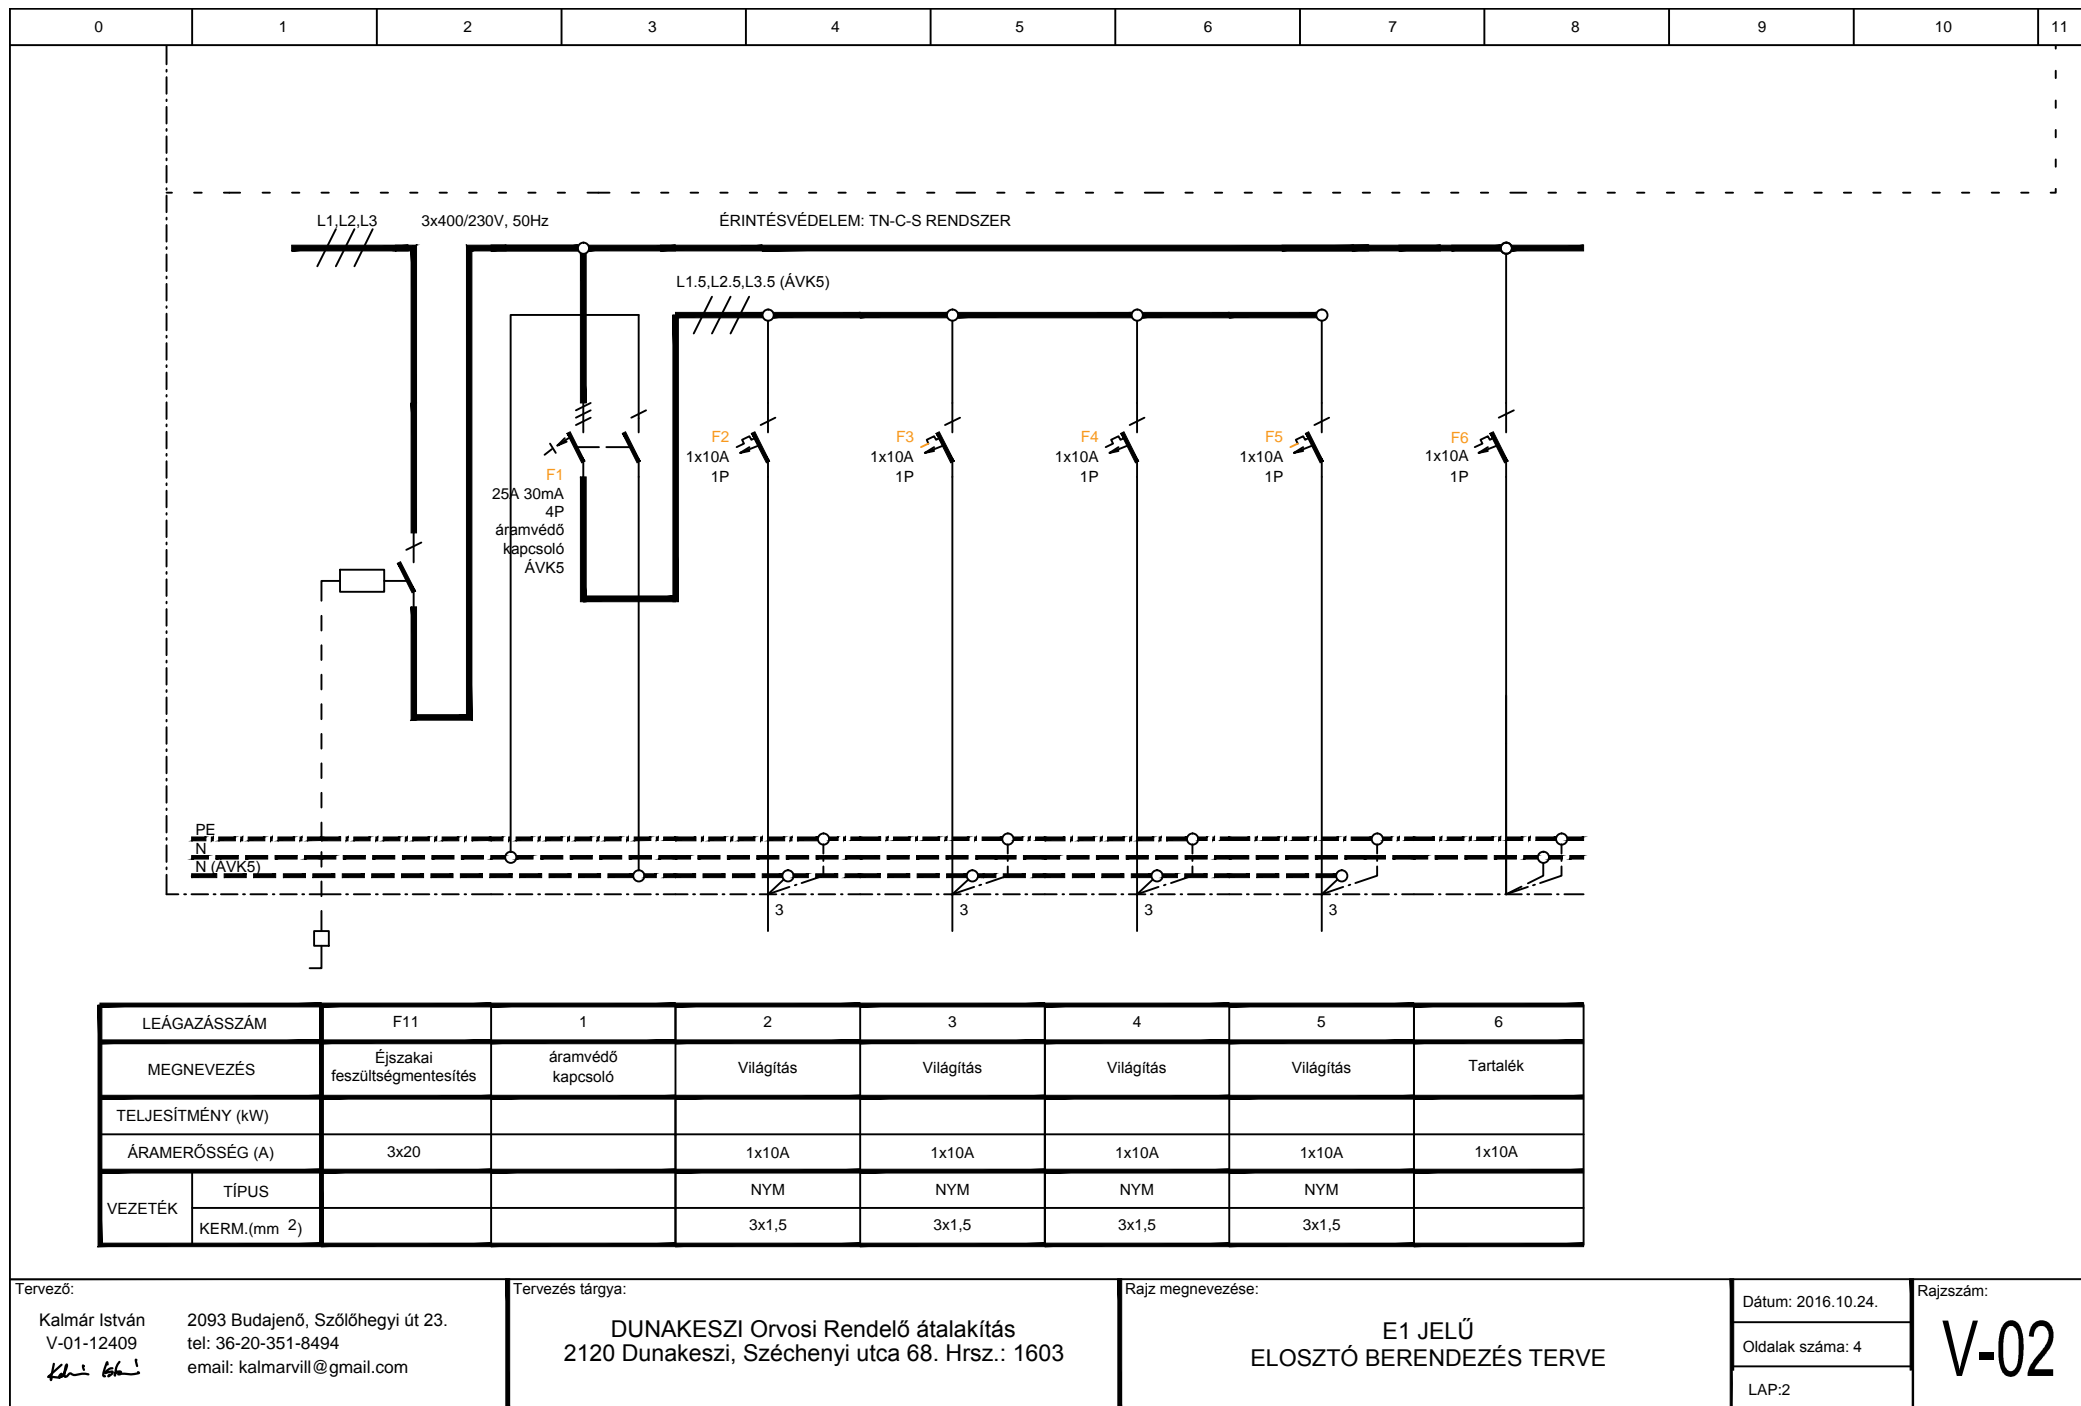 0 1 2 3 4 5 6 7 8 9 10 11
L1,L2,L3 3x400/230V, 50Hz ÉRINTÉSVÉDELEM: TN-C-S RENDSZER
L1.5,L2.5,L3.5 (ÁVK5)
F1
25A 30mA
4P
áramvédő
kapcsoló
ÁVK5
F2
1x10A
1P
F3
1x10A
1P
F4
1x10A
1P
F5
1x10A
1P
F6
1x10A
1P
PE
N
N (ÁVK5)
3 3 3 3
LEÁGAZÁSSZÁM F11 1 2 3 4 5 6
MEGNEVEZÉS Éjszakai feszültségmentesítés áramvédő kapcsoló Világítás Világítás Világítás Világítás Tartalék
TELJESÍTMÉNY (kW)
ÁRAMERŐSSÉG (A) 3x20 1x10A 1x10A 1x10A 1x10A 1x10A
VEZETÉK
TÍPUS NYM NYM NYM NYM
KERM.(mm 2) 3x1,5 3x1,5 3x1,5 3x1,5
Tervező:
Kalmár István
V-01-12409
2093 Budajenő, Szőlőhegyi út 23.
tel: 36-20-351-8494
email: kalmarvill@gmail.com
Tervezés tárgya:
DUNAKESZI Orvosi Rendelő átalakítás
2120 Dunakeszi, Széchenyi utca 68. Hrsz.: 1603
Rajz megnevezése:
E1 JELŰ
ELOSZTÓ BERENDEZÉS TERVE
Dátum: 2016.10.24.
Oldalak száma: 4
LAP:2
Rajzszám:
V-02